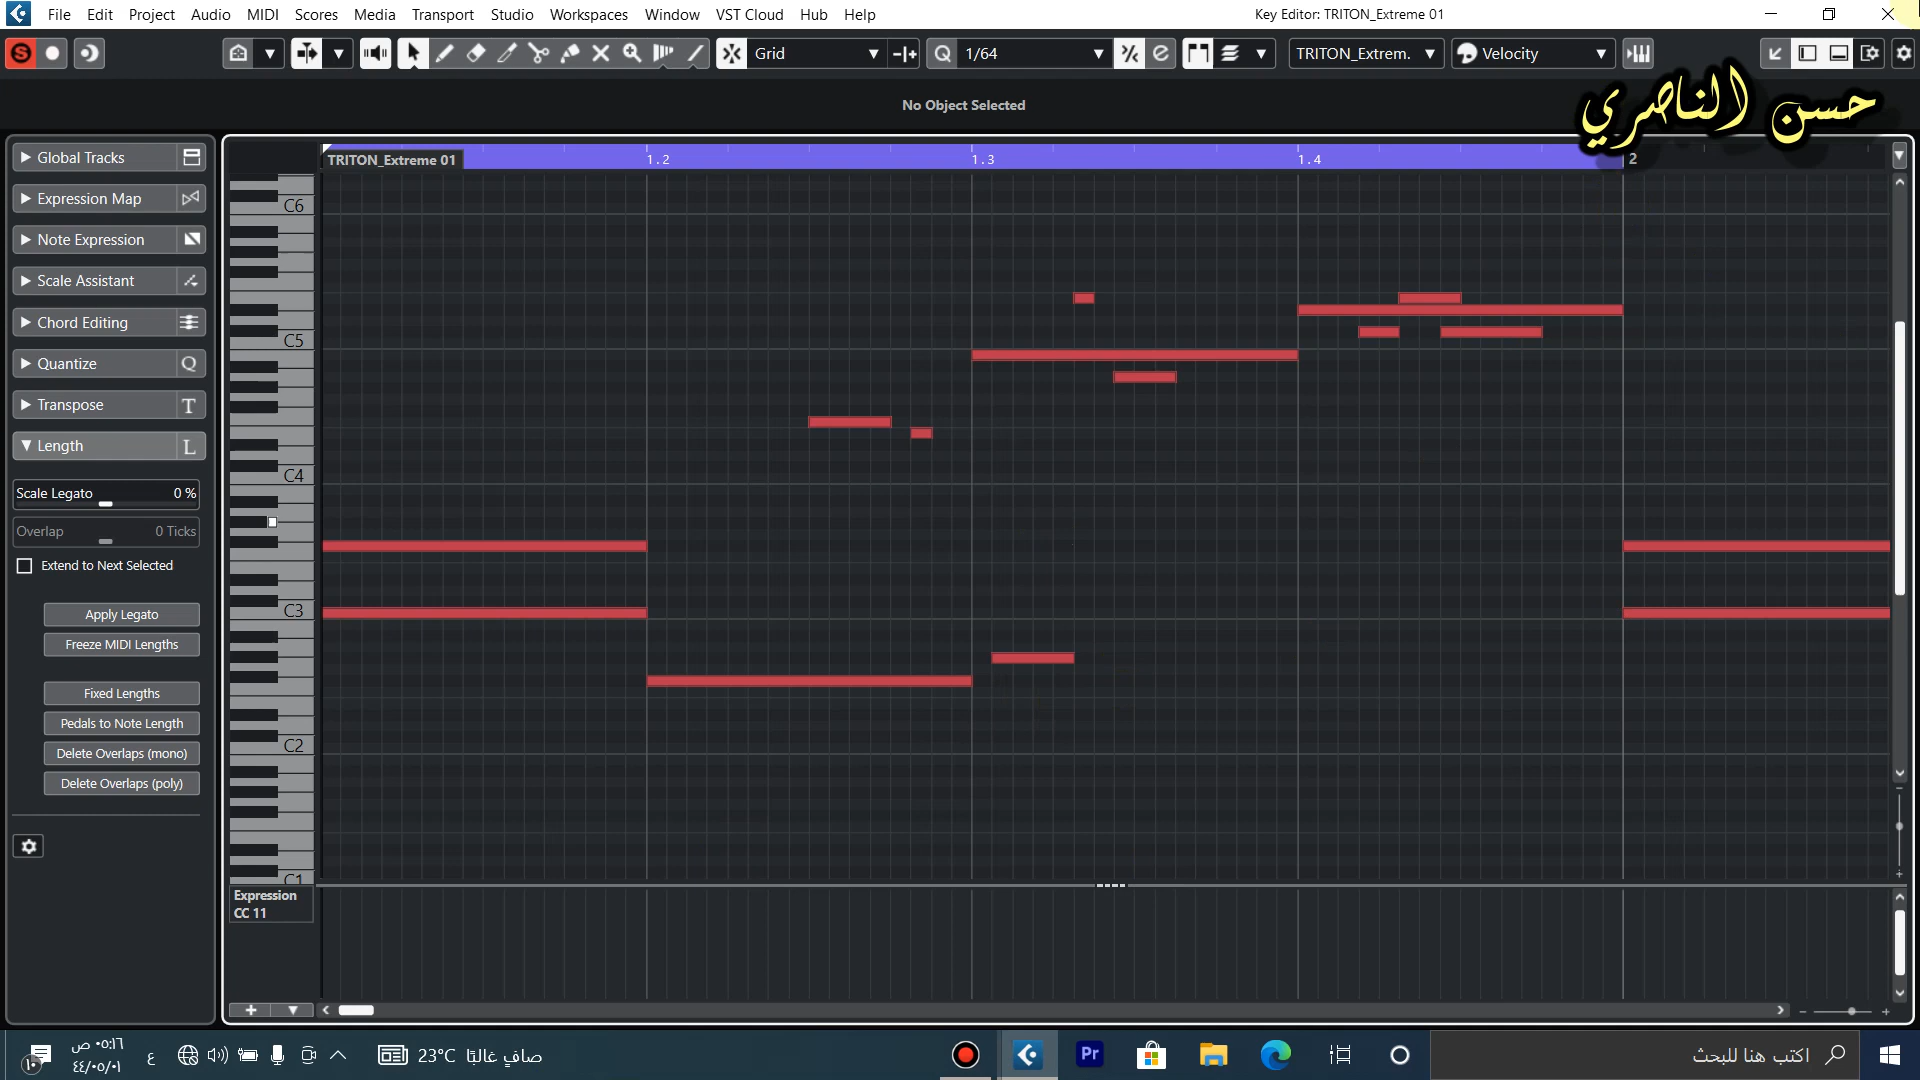 File Edit Project Audio MIDI Scores Media Transport Studio Workspaces Window VST Cloud Hub Help
Key Editor: TRITON_Extreme 01
S Grid Q 1/64 TRITON_Extrem. Velocity
No Object Selected
حسن الناصري
Global Tracks
Expression Map
Note Expression
Scale Assistant
Chord Editing
Quantize Q
Transpose T
Length L
Scale Legato 0 %
Overlap 0 Ticks
Extend to Next Selected
Apply Legato
Freeze MIDI Lengths
Fixed Lengths
Pedals to Note Length
Delete Overlaps (mono)
Delete Overlaps (poly)
TRITON_Extreme 01 1.2 1.3 1.4 2
C6
C5
C4
C3
C2
C1
Expression
CC 11
٠٥:١٦ ص
٤٤/٠٥/٠١
ع
23°C صافٍ غالبًا
Pr
اكتب هنا للبحث